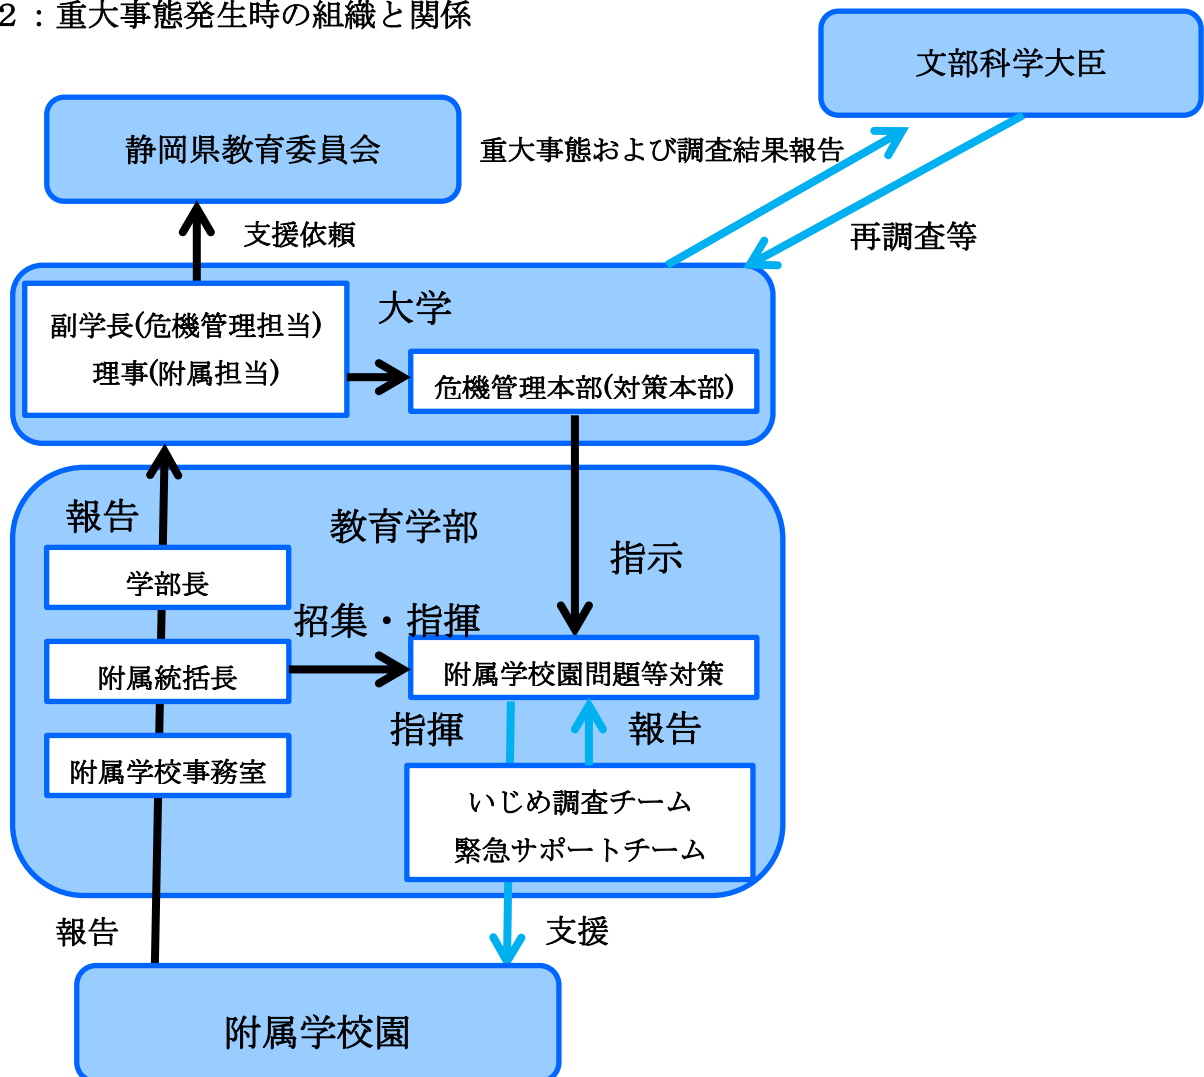 ２：重大事態発生時の組織と関係
文部科学大臣
静岡県教育委員会
重大事態および調査結果報告
支援依頼
再調査等
大学
副学長(危機管理担当)
理事(附属担当)
危機管理本部(対策本部)
報告
教育学部
指示
学部長
招集・指揮
附属統括長
附属学校園問題等対策
指揮
報告
附属学校事務室
いじめ調査チーム
緊急サポートチーム
報告
支援
附属学校園